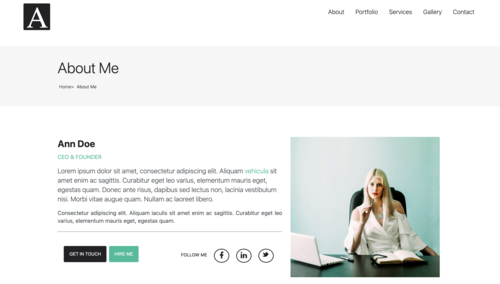 A
About Portfolio Services Gallery Contact
About Me
Home> About Me
Ann Doe
CEO & FOUNDER
Lorem ipsum dolor sit amet, consectetur adipiscing elit. Aliquam vehicula sit
amet enim ac sagittis. Curabitur eget leo varius, elementum mauris eget,
egestas quam. Donec ante risus, dapibus sed lectus non, lacinia vestibulum
nisi. Morbi vitae augue quam. Nullam ac laoreet libero.
Consectetur adipiscing elit. Aliquam iaculis sit amet enim ac sagittis. Curabitur eget leo
varius, elementum mauris eget, egestas quam.
GET IN TOUCH HIRE ME FOLLOW ME